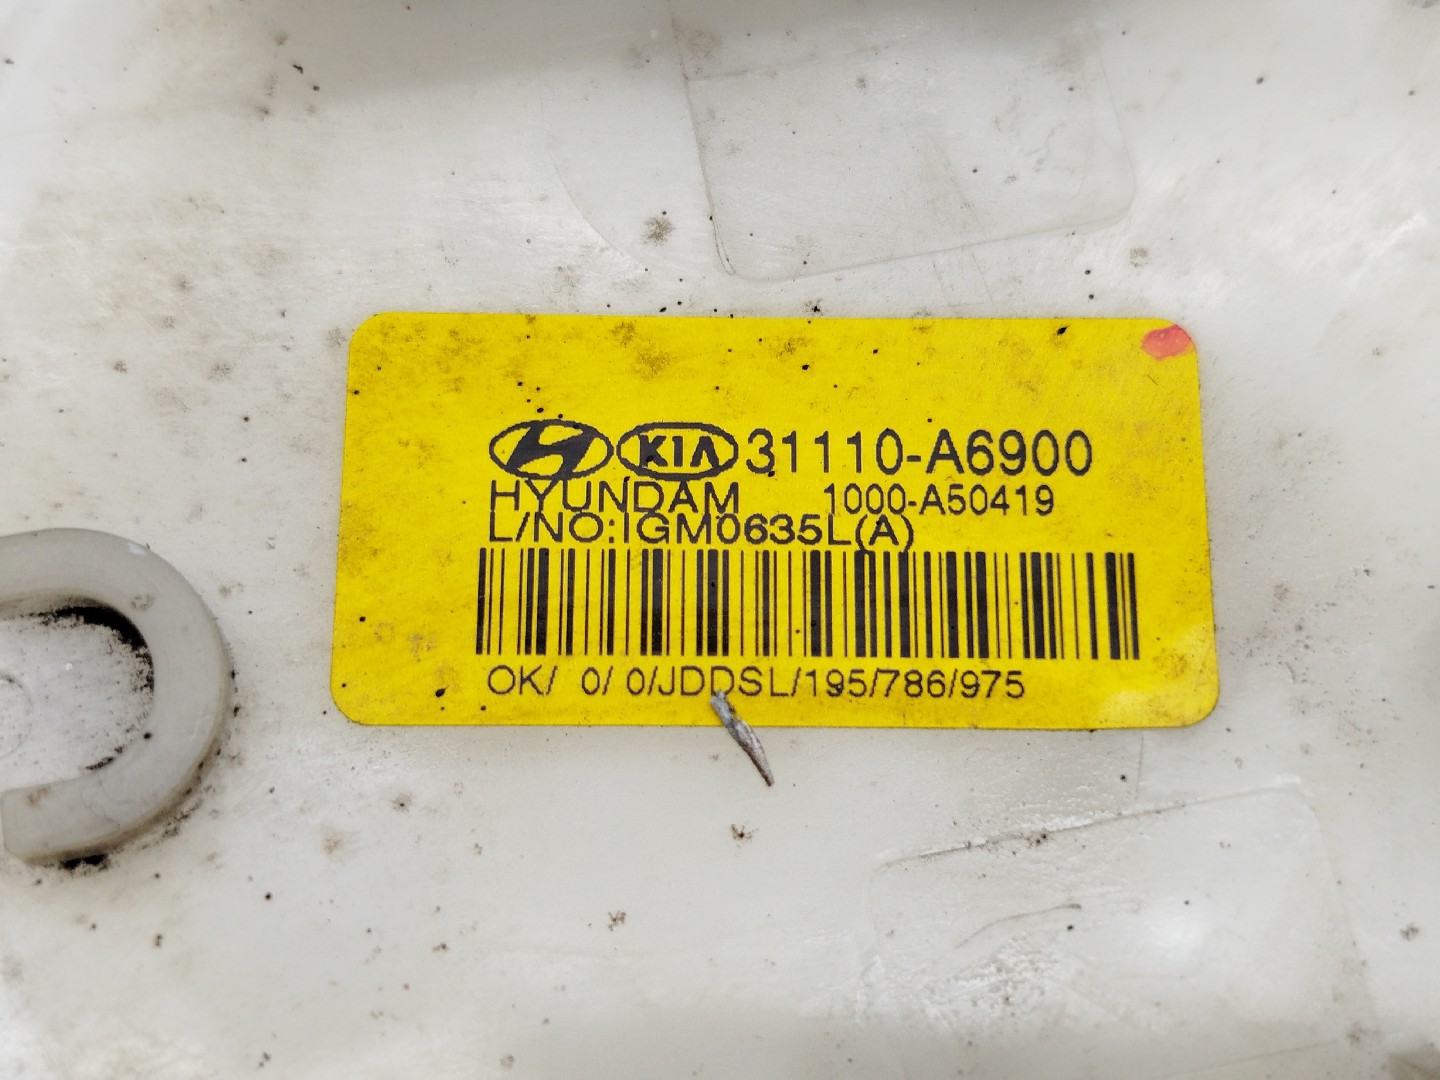 KIA 31110-A6900
HYUNDAM 1000-A50419
L/NO:IGM0635L(A)
OK/ 0/ 0/JDDSL/195/786/975